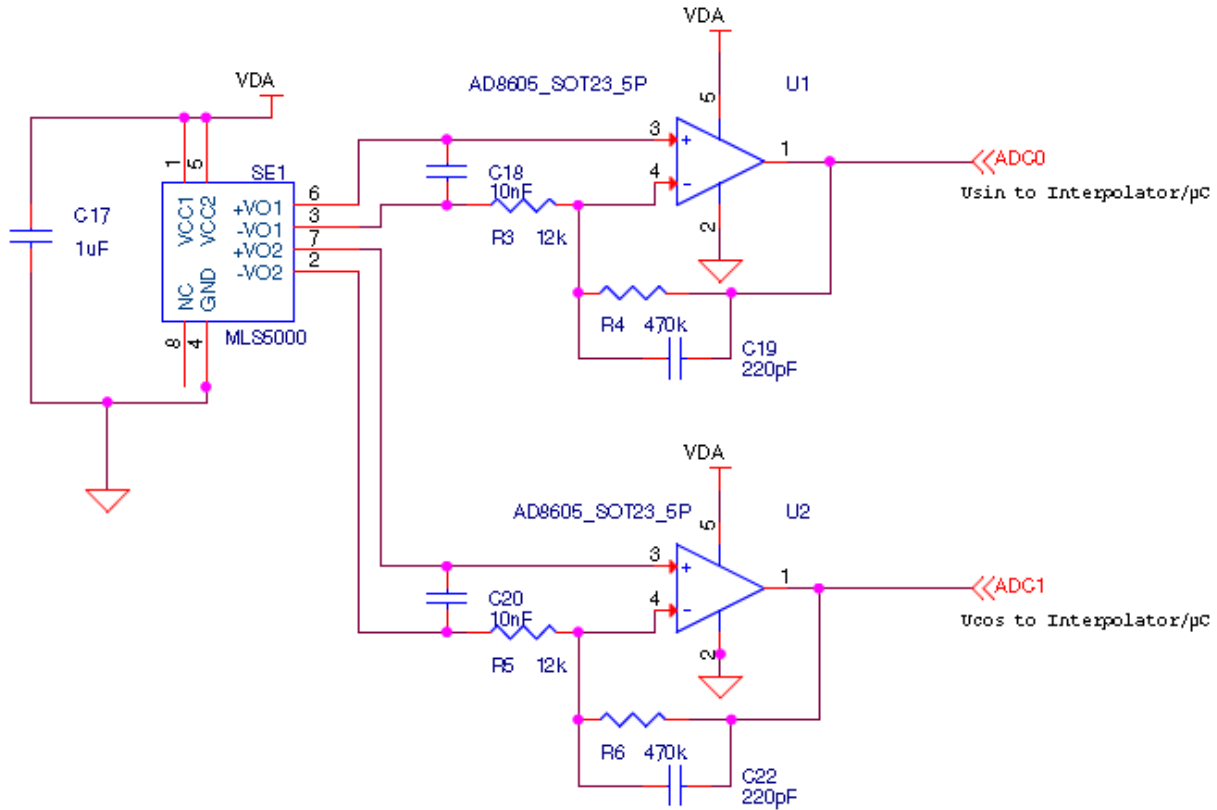 VDA
AD8605_SOT23_5P
U1
VDA
5
3
+
1
ADC0
4
-
2
Usin to Interpolator/µC
SE1
1
5
VCC1
VCC2
6
+VO1
3
-VO1
7
+VO2
2
-VO2
NC
GND
8
4
MLS5000
C17
1uF
C18
10nF
R3 12k
R4 470k
C19
220pF
VDA
AD8605_SOT23_5P
U2
5
3
+
1
ADC1
4
-
2
Ucos to Interpolator/µC
C20
10nF
R5 12k
R6 470k
C22
220pF